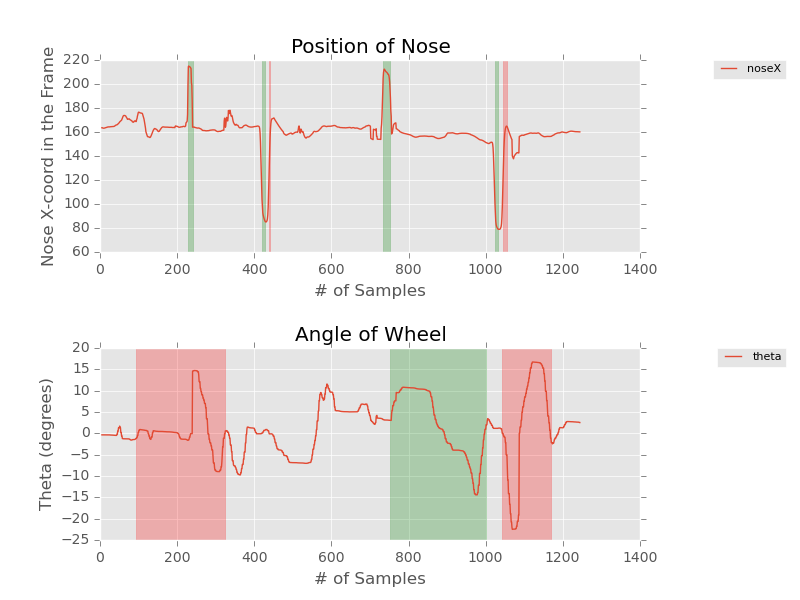 Position of Nose
noseX
220
200
180
160
140
120
100
80
60
Nose X-coord in the Frame
0 200 400 600 800 1000 1200 1400
# of Samples
Angle of Wheel
theta
20
15
10
5
0
−5
−10
−15
−20
−25
Theta (degrees)
0 200 400 600 800 1000 1200 1400
# of Samples